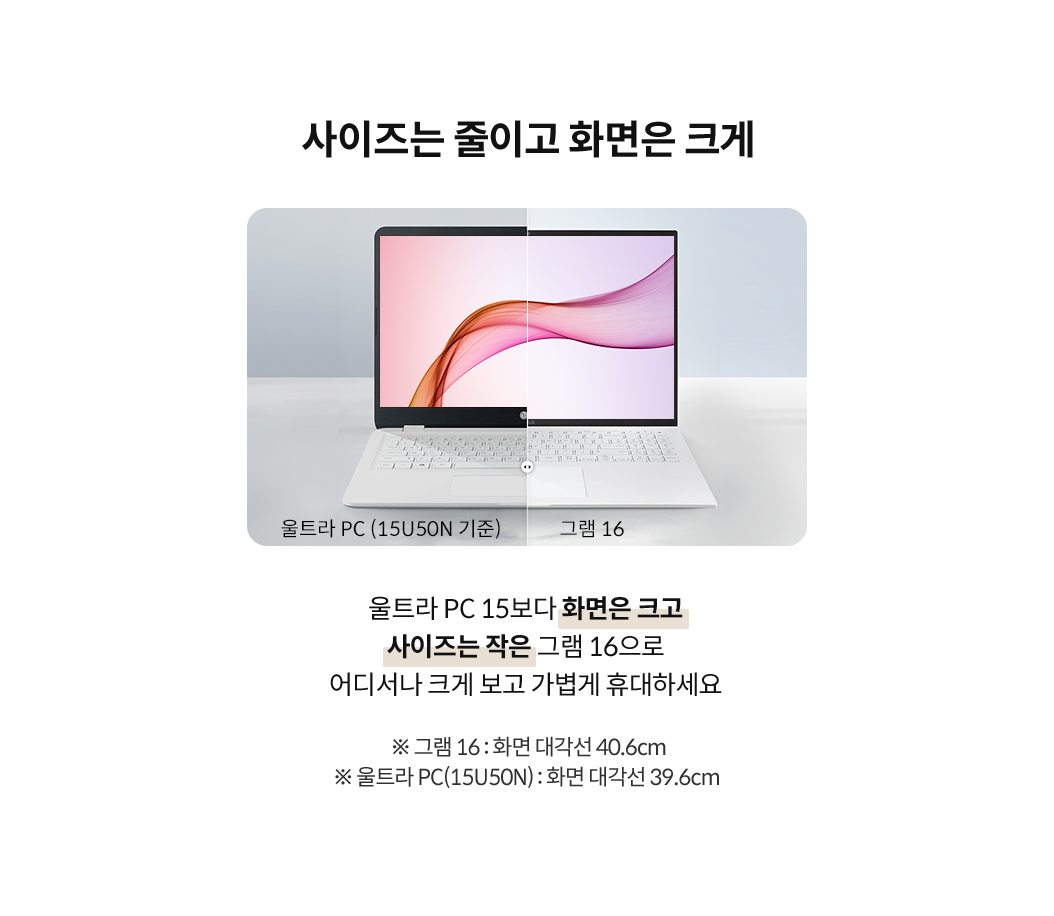 사이즈는 줄이고 화면은 크게
울트라 PC (15U50N 기준)
그램 16
울트라 PC 15보다 화면은 크고
사이즈는 작은 그램 16으로
어디서나 크게 보고 가볍게 휴대하세요
※ 그램 16 : 화면 대각선 40.6cm
※ 울트라 PC(15U50N) : 화면 대각선 39.6cm